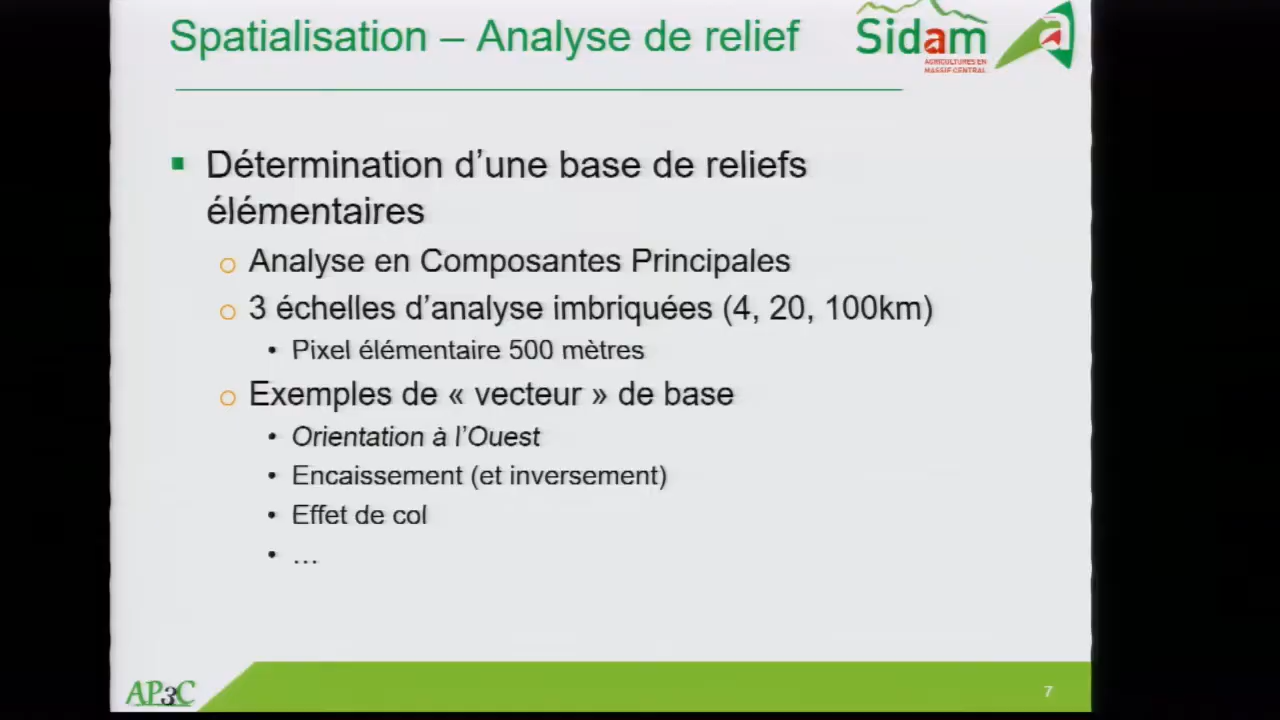 Spatialisation – Analyse de relief
Sidam
AGRICULTURES EN
MASSIF CENTRAL
Détermination d'une base de reliefs
élémentaires
Analyse en Composantes Principales
3 échelles d'analyse imbriquées (4, 20, 100km)
Pixel élémentaire 500 mètres
Exemples de « vecteur » de base
Orientation à l'Ouest
Encaissement (et inversement)
Effet de col
...
AP3C
7